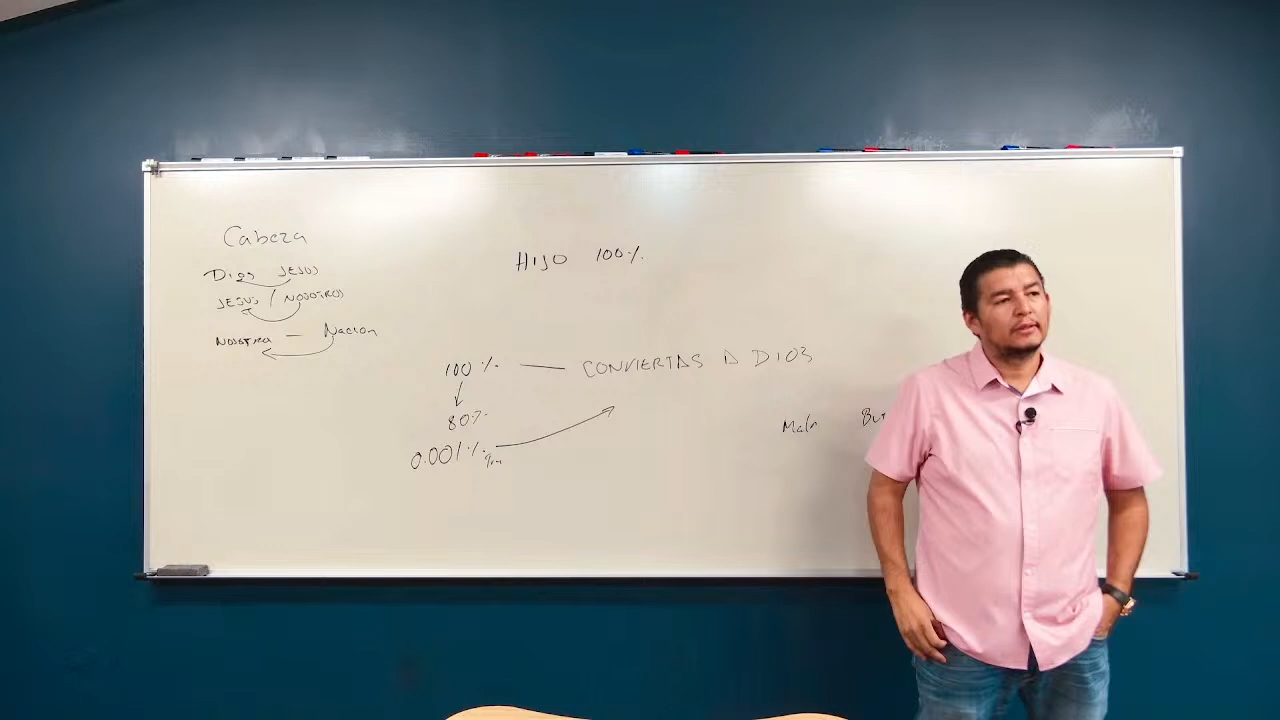 Cabeza
Dios JESUS
JESUS / NOSOTROS
NOSOTROS — Nacion
HIJO 100%
100% — CONVIERTAS A DIOS
80%
0.001%
Malo